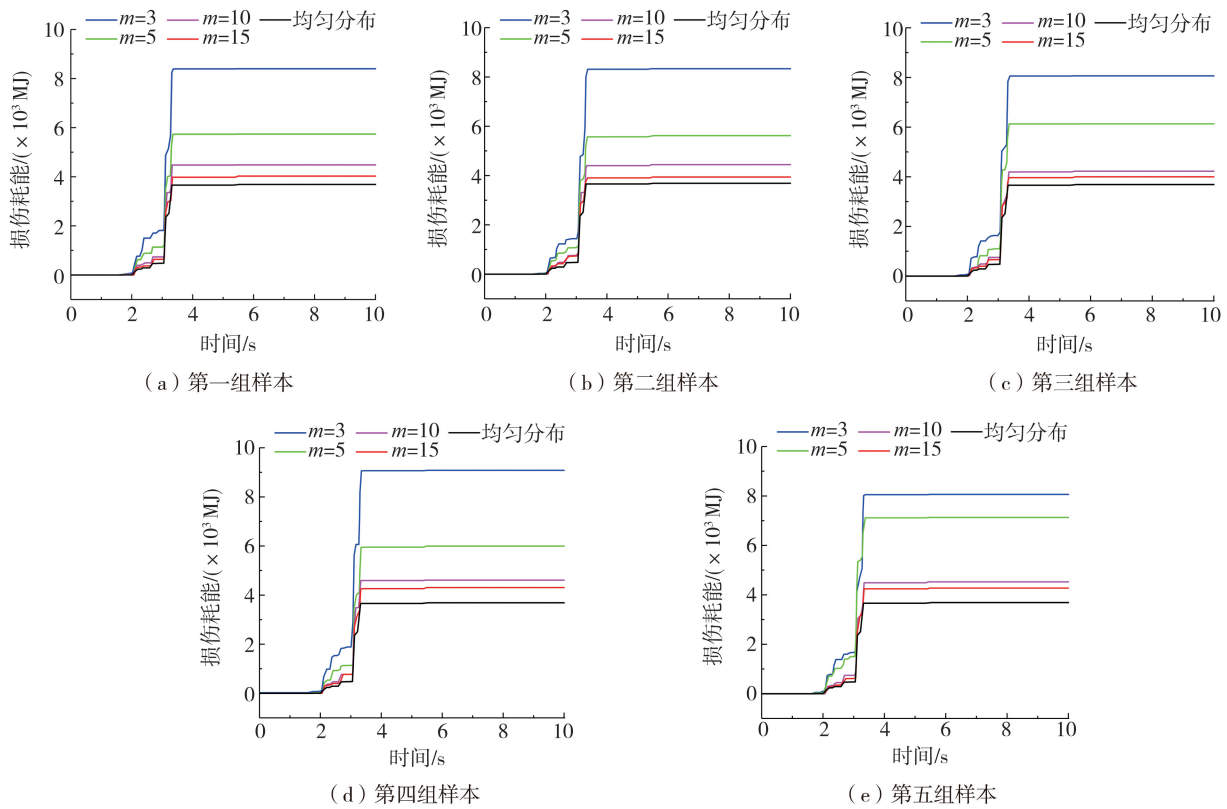 m=3 m=10 均匀分布
m=5 m=15
损伤耗能/(×10³ MJ)
10
8
6
4
2
0
0 2 4 6 8 10
时间/s
（a）第一组样本
m=3 m=10 均匀分布
m=5 m=15
损伤耗能/(×10³ MJ)
10
8
6
4
2
0
0 2 4 6 8 10
时间/s
（b）第二组样本
m=3 m=10 均匀分布
m=5 m=15
损伤耗能/(×10³ MJ)
10
8
6
4
2
0
0 2 4 6 8 10
时间/s
（c）第三组样本
m=3 m=10 均匀分布
m=5 m=15
损伤耗能/(×10³ MJ)
10
8
6
4
2
0
0 2 4 6 8 10
时间/s
（d）第四组样本
m=3 m=10 均匀分布
m=5 m=15
损伤耗能/(×10³ MJ)
10
8
6
4
2
0
0 2 4 6 8 10
时间/s
（e）第五组样本